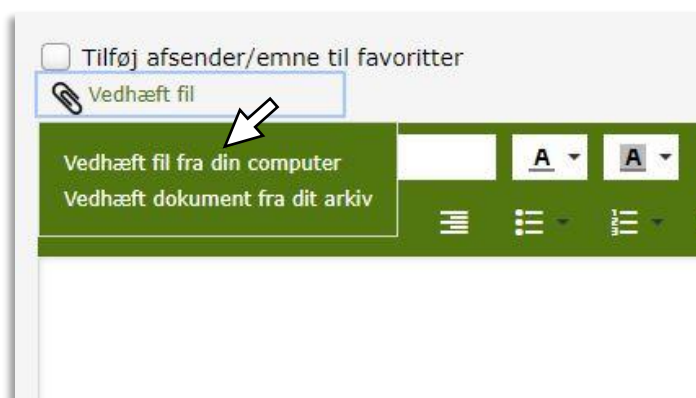 Tilføj afsender/emne til favoritter
Vedhæft fil
Vedhæft fil fra din computer
Vedhæft dokument fra dit arkiv
A A